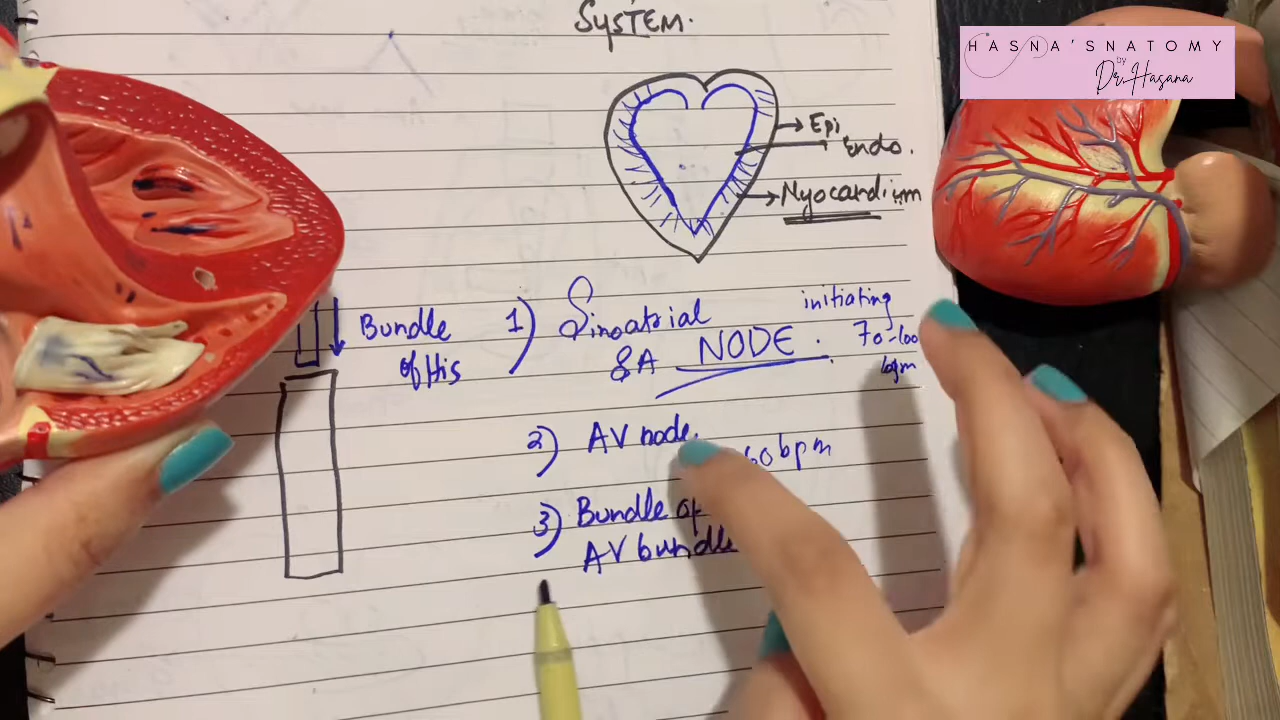 SYSTEM.
HASNA'SNATOMY
by
Dr.Hasana
Epi
Endo.
Myocardium
Bundle
of His
1) Sinoatrial
SA NODE.
initiating
70-100
bpm
2) AV node.
60bpm
3) Bundle of
AV bundle